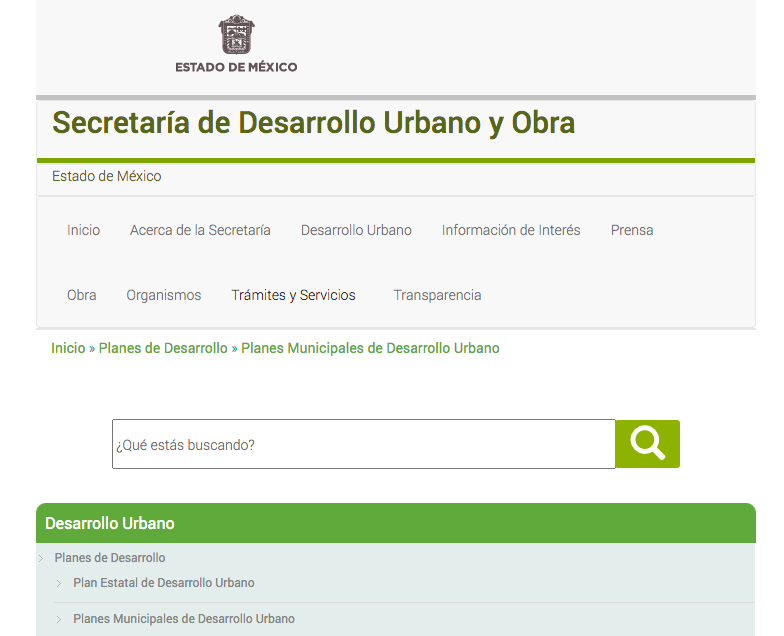 ESTADO DE MÉXICO
Secretaría de Desarrollo Urbano y Obra
Estado de México
Inicio Acerca de la Secretaría Desarrollo Urbano Información de Interés Prensa
Obra Organismos Trámites y Servicios Transparencia
Inicio » Planes de Desarrollo » Planes Municipales de Desarrollo Urbano
¿Qué estás buscando?
Desarrollo Urbano
Planes de Desarrollo
Plan Estatal de Desarrollo Urbano
Planes Municipales de Desarrollo Urbano